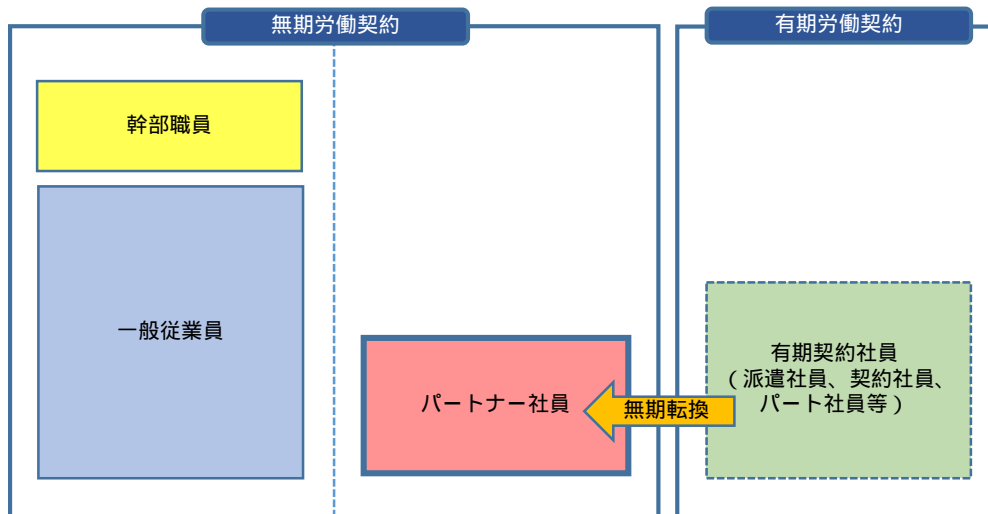 無期労働契約
有期労働契約
幹部職員
一般従業員
パートナー社員
無期転換
有期契約社員
（派遣社員、契約社員、
パート社員等）